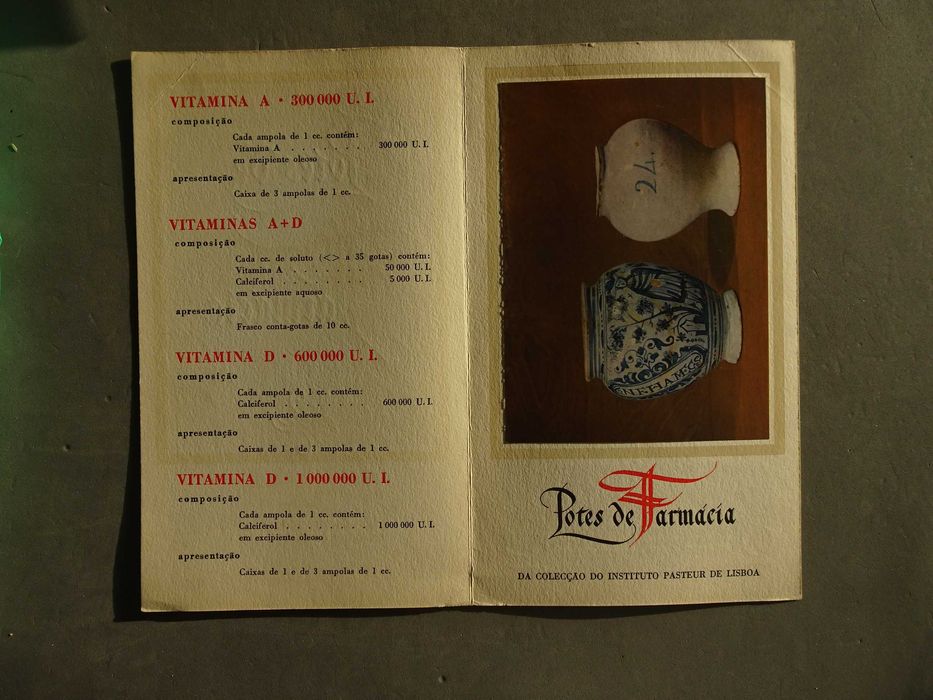 VITAMINA A • 300 000 U. I.
composição
Cada ampola de 1 cc. contém:
Vitamina A . . . . . . . 300 000 U. I.
em excipiente oleoso
apresentação
Caixa de 3 ampolas de 1 cc.
VITAMINAS A+D
composição
Cada cc. de soluto (<> a 35 gotas) contém:
Vitamina A . . . . . . . 50 000 U. I.
Calciferol . . . . . . . . 5 000 U. I.
em excipiente aquoso
apresentação
Frasco conta-gotas de 10 cc.
VITAMINA D • 600 000 U. I.
composição
Cada ampola de 1 cc. contém:
Calciferol . . . . . . . . 600 000 U. I.
em excipiente oleoso
apresentação
Caixas de 1 e de 3 ampolas de 1 cc.
VITAMINA D • 1 000 000 U. I.
composição
Cada ampola de 1 cc. contém:
Calciferol . . . . . . . . 1 000 000 U. I.
em excipiente oleoso
apresentação
Caixas de 1 e de 3 ampolas de 1 cc.
24.
Potes de Farmácia
DA COLECÇÃO DO INSTITUTO PASTEUR DE LISBOA